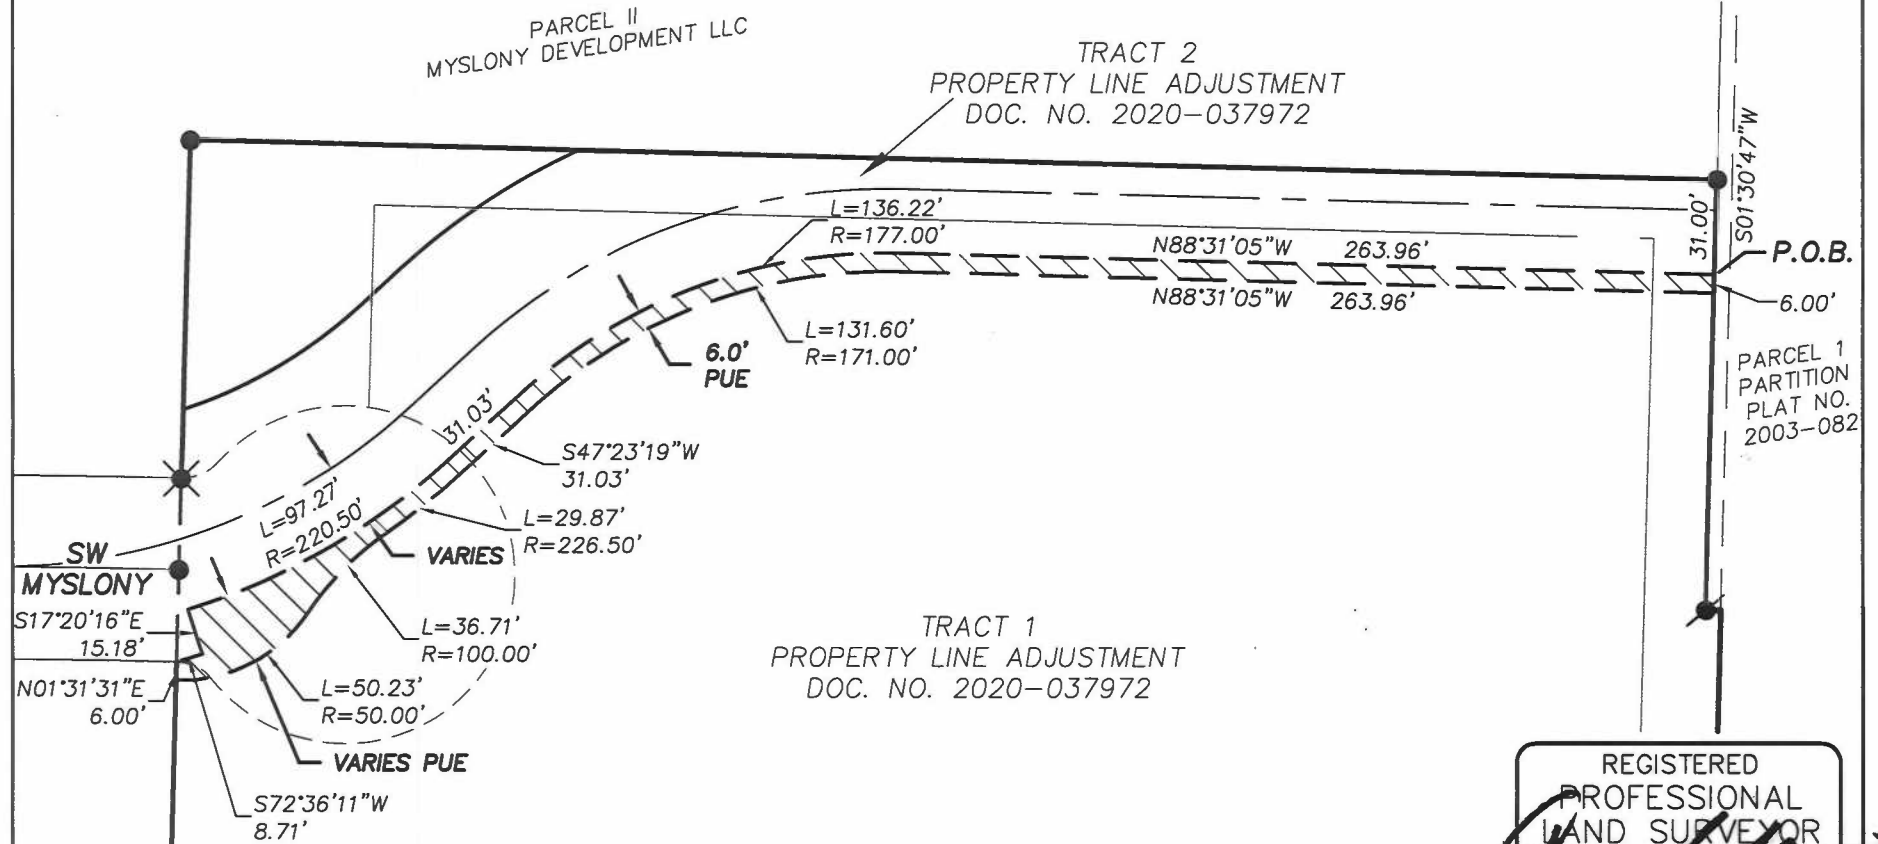 PARCEL II
MYSLONY DEVELOPMENT LLC
TRACT 2
PROPERTY LINE ADJUSTMENT
DOC. NO. 2020-037972
S01°30'47"W
31.00'
P.O.B.
6.00'
L=136.22'
R=177.00'
N88°31'05"W 263.96'
N88°31'05"W 263.96'
L=131.60'
R=171.00'
6.0'
PUE
PARCEL 1
PARTITION
PLAT NO.
2003-082
31.03'
S47°23'19"W
31.03'
L=97.27'
R=220.50'
L=29.87'
R=226.50'
VARIES
SW
MYSLONY
S17°20'16"E
15.18'
L=36.71'
R=100.00'
TRACT 1
PROPERTY LINE ADJUSTMENT
DOC. NO. 2020-037972
N01°31'31"E
6.00'
L=50.23'
R=50.00'
VARIES PUE
S72°36'11"W
8.71'
REGISTERED
PROFESSIONAL
LAND SURVEYOR